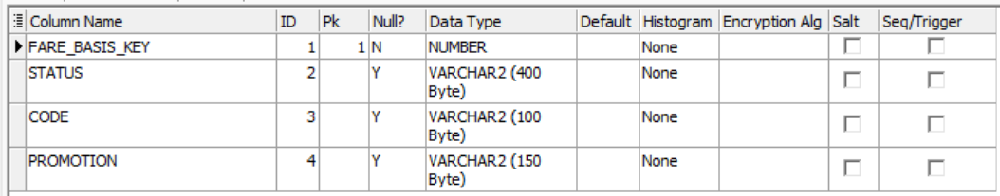 Column Name ID Pk Null? Data Type Default Histogram Encryption Alg Salt Seq/Trigger
FARE_BASIS_KEY 1 1 N NUMBER None
STATUS 2 Y VARCHAR2 (400 None
Byte)
CODE 3 Y VARCHAR2 (100 None
Byte)
PROMOTION 4 Y VARCHAR2 (150 None
Byte)